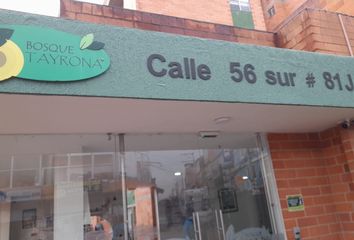 BOSQUE
TAYRONA
Calle 56 sur # 81J